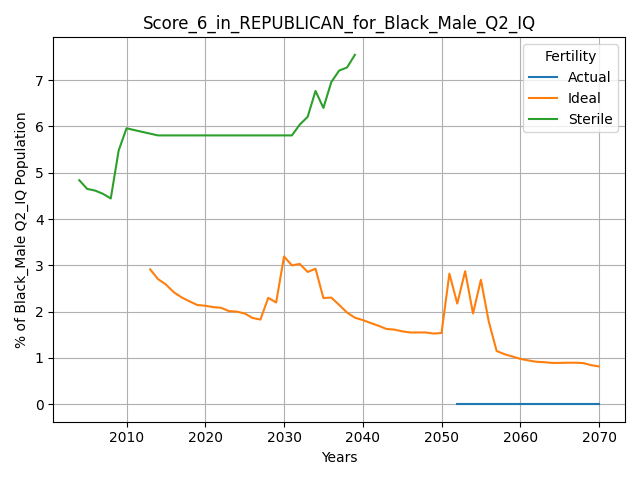 Score_6_in_REPUBLICAN_for_Black_Male_Q2_IQ
% of Black_Male Q2_IQ Population
7
6
5
4
3
2
1
0
Fertility
Actual
Ideal
Sterile
2010 2020 2030 2040 2050 2060 2070
Years